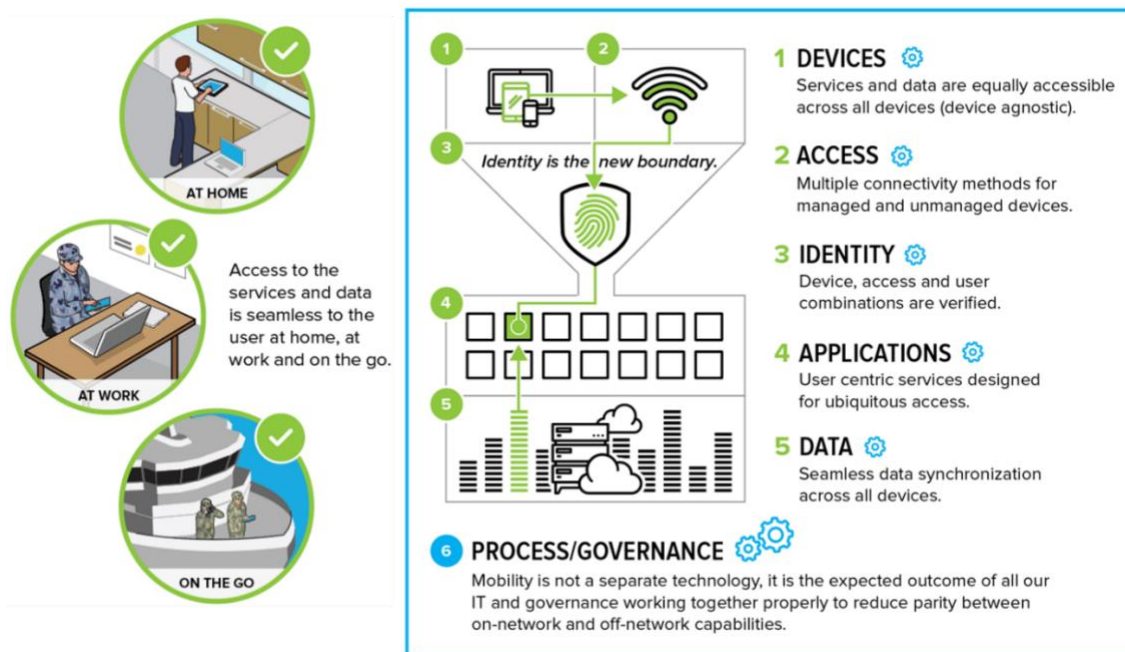 AT HOME
AT WORK
Access to the
services and data
is seamless to the
user at home, at
work and on the go.
ON THE GO
1
2
3
Identity is the new boundary.
4
5
1 DEVICES
Services and data are equally accessible
across all devices (device agnostic).
2 ACCESS
Multiple connectivity methods for
managed and unmanaged devices.
3 IDENTITY
Device, access and user
combinations are verified.
4 APPLICATIONS
User centric services designed
for ubiquitous access.
5 DATA
Seamless data synchronization
across all devices.
6 PROCESS/GOVERNANCE
Mobility is not a separate technology, it is the expected outcome of all our
IT and governance working together properly to reduce parity between
on-network and off-network capabilities.